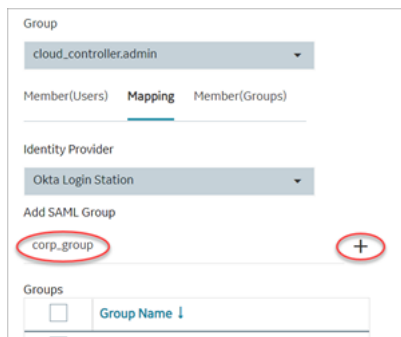 Group
cloud_controller.admin
Member(Users) Mapping Member(Groups)
Identity Provider
Okta Login Station
Add SAML Group
corp_group +
Groups
Group Name ↓